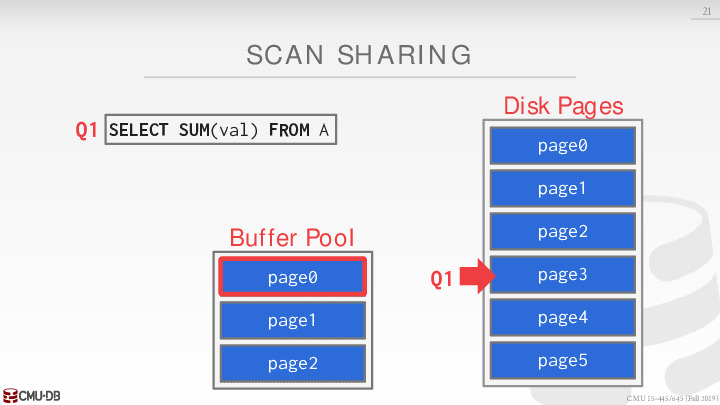 21
SCAN SHARING
Q1 SELECT SUM(val) FROM A
Disk Pages
page0
page1
page2
Q1 page3
page4
page5
Buffer Pool
page0
page1
page2
CMU·DB
CMU 15-445/645 (Fall 2019)